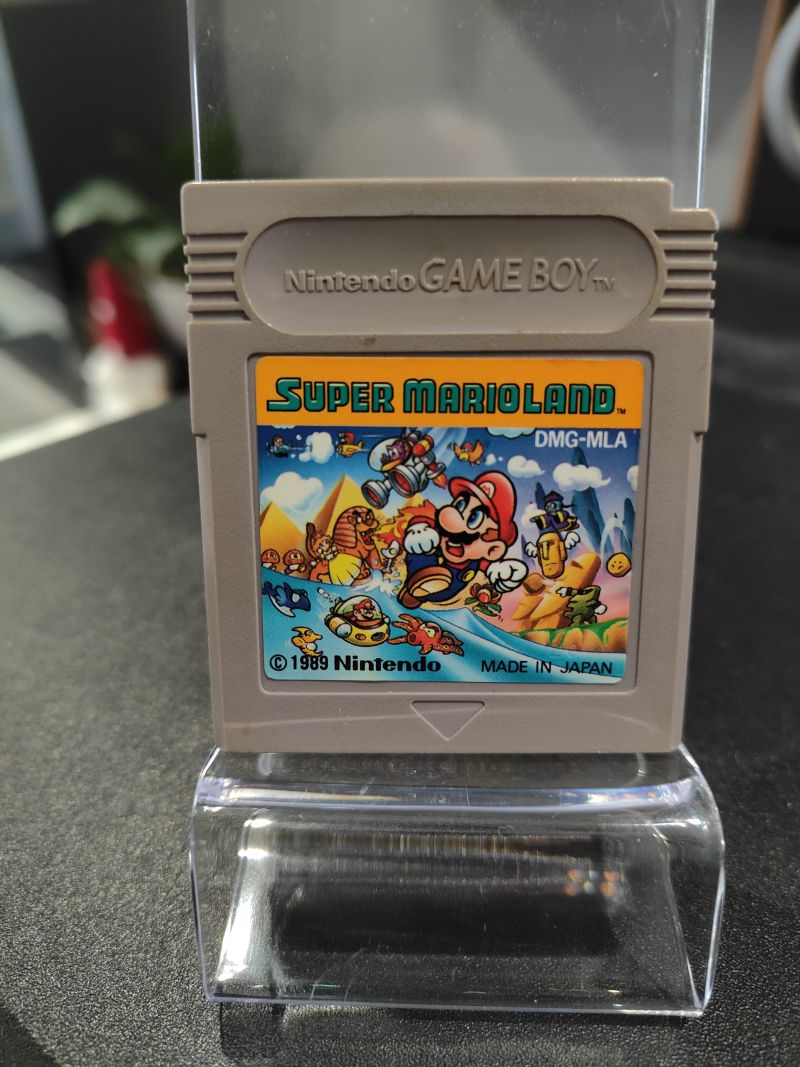 Nintendo GAME BOY™
SUPER MARIOLAND™
DMG-MLA
© 1989 Nintendo
MADE IN JAPAN